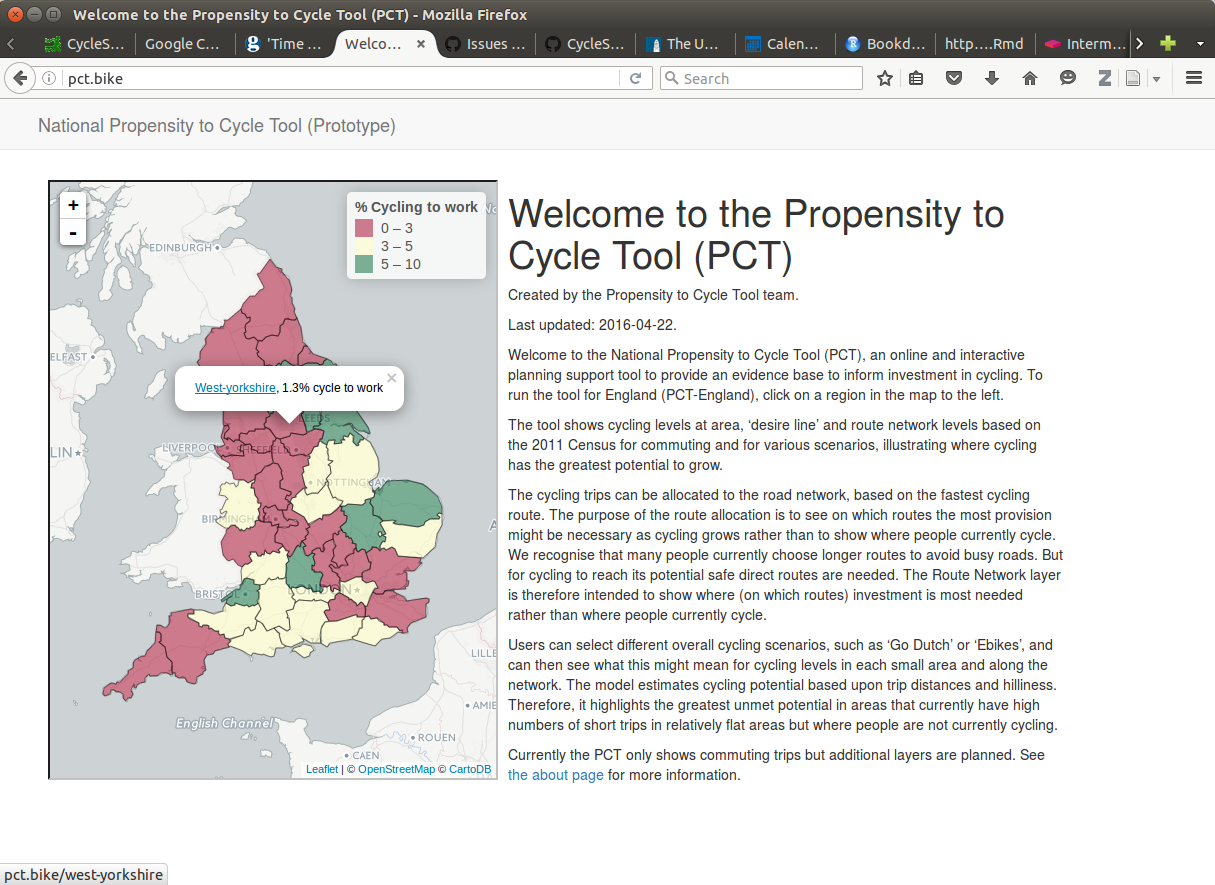 Welcome to the Propensity to Cycle Tool (PCT) - Mozilla Firefox
CycleS...
Google C...
'Time ...
Welco...
Issues ...
CycleS...
The U...
Calen...
Bookd...
http....Rmd
Interm...
pct.bike
Search
National Propensity to Cycle Tool (Prototype)
+
-
% Cycling to work
0 – 3
3 – 5
5 – 10
No
EDINBURGH
ELFAST
West-yorkshire, 1.3% cycle to work
LEEDS
LIVERPOOL
SHEFFIELD
LIN
NOTTINGHAM
BIRMINGHAM
BRISTOL
LONDON
LILLE
English Channel
AMIE
ROUEN
CAEN
Leaflet | © OpenStreetMap © CartoDB
Welcome to the Propensity to
Cycle Tool (PCT)
Created by the Propensity to Cycle Tool team.
Last updated: 2016-04-22.
Welcome to the National Propensity to Cycle Tool (PCT), an online and interactive
planning support tool to provide an evidence base to inform investment in cycling. To
run the tool for England (PCT-England), click on a region in the map to the left.
The tool shows cycling levels at area, ‘desire line’ and route network levels based on
the 2011 Census for commuting and for various scenarios, illustrating where cycling
has the greatest potential to grow.
The cycling trips can be allocated to the road network, based on the fastest cycling
route. The purpose of the route allocation is to see on which routes the most provision
might be necessary as cycling grows rather than to show where people currently cycle.
We recognise that many people currently choose longer routes to avoid busy roads. But
for cycling to reach its potential safe direct routes are needed. The Route Network layer
is therefore intended to show where (on which routes) investment is most needed
rather than where people currently cycle.
Users can select different overall cycling scenarios, such as ‘Go Dutch’ or ‘Ebikes’, and
can then see what this might mean for cycling levels in each small area and along the
network. The model estimates cycling potential based upon trip distances and hilliness.
Therefore, it highlights the greatest unmet potential in areas that currently have high
numbers of short trips in relatively flat areas but where people are not currently cycling.
Currently the PCT only shows commuting trips but additional layers are planned. See
the about page for more information.
pct.bike/west-yorkshire